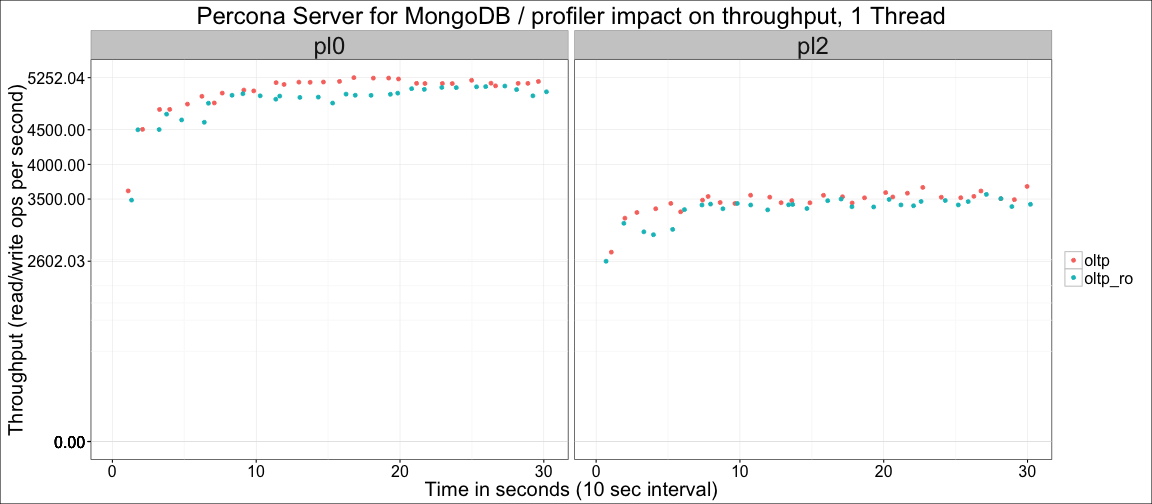 Percona Server for MongoDB / profiler impact on throughput, 1 Thread
pl0
pl2
Throughput (read/write ops per second)
5252.04
4500.00
4000.00
3500.00
2602.03
0.00
0 10 20 30
0 10 20 30
Time in seconds (10 sec interval)
oltp
oltp_ro